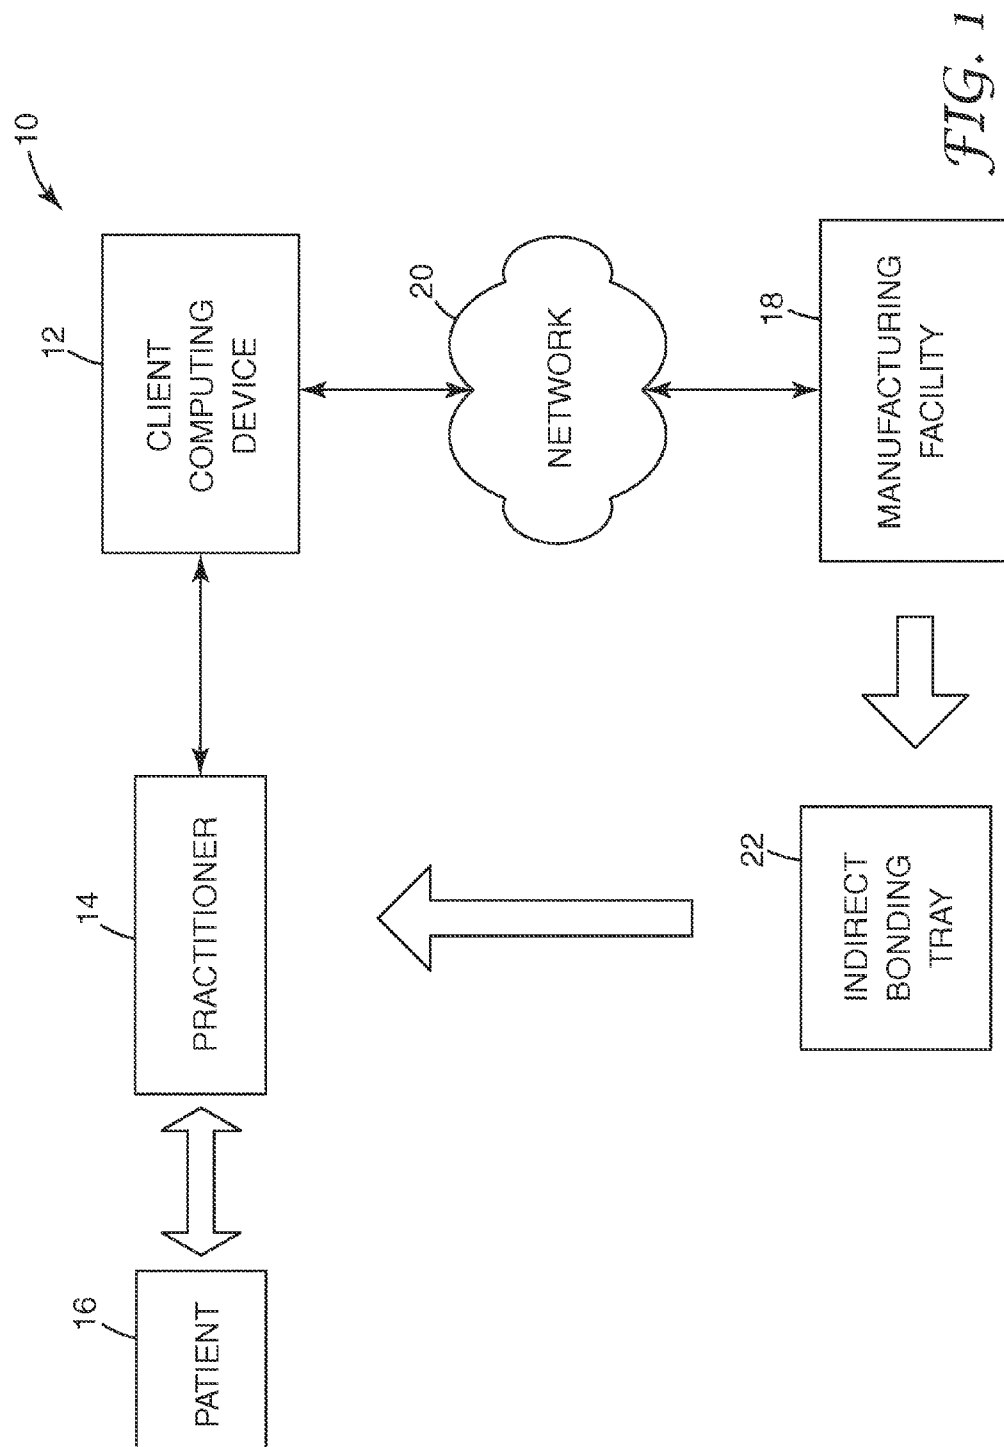 10
16
PATIENT
14
PRACTITIONER
12
CLIENT
COMPUTING
DEVICE
20
NETWORK
22
INDIRECT
BONDING
TRAY
18
MANUFACTURING
FACILITY
FIG. 1